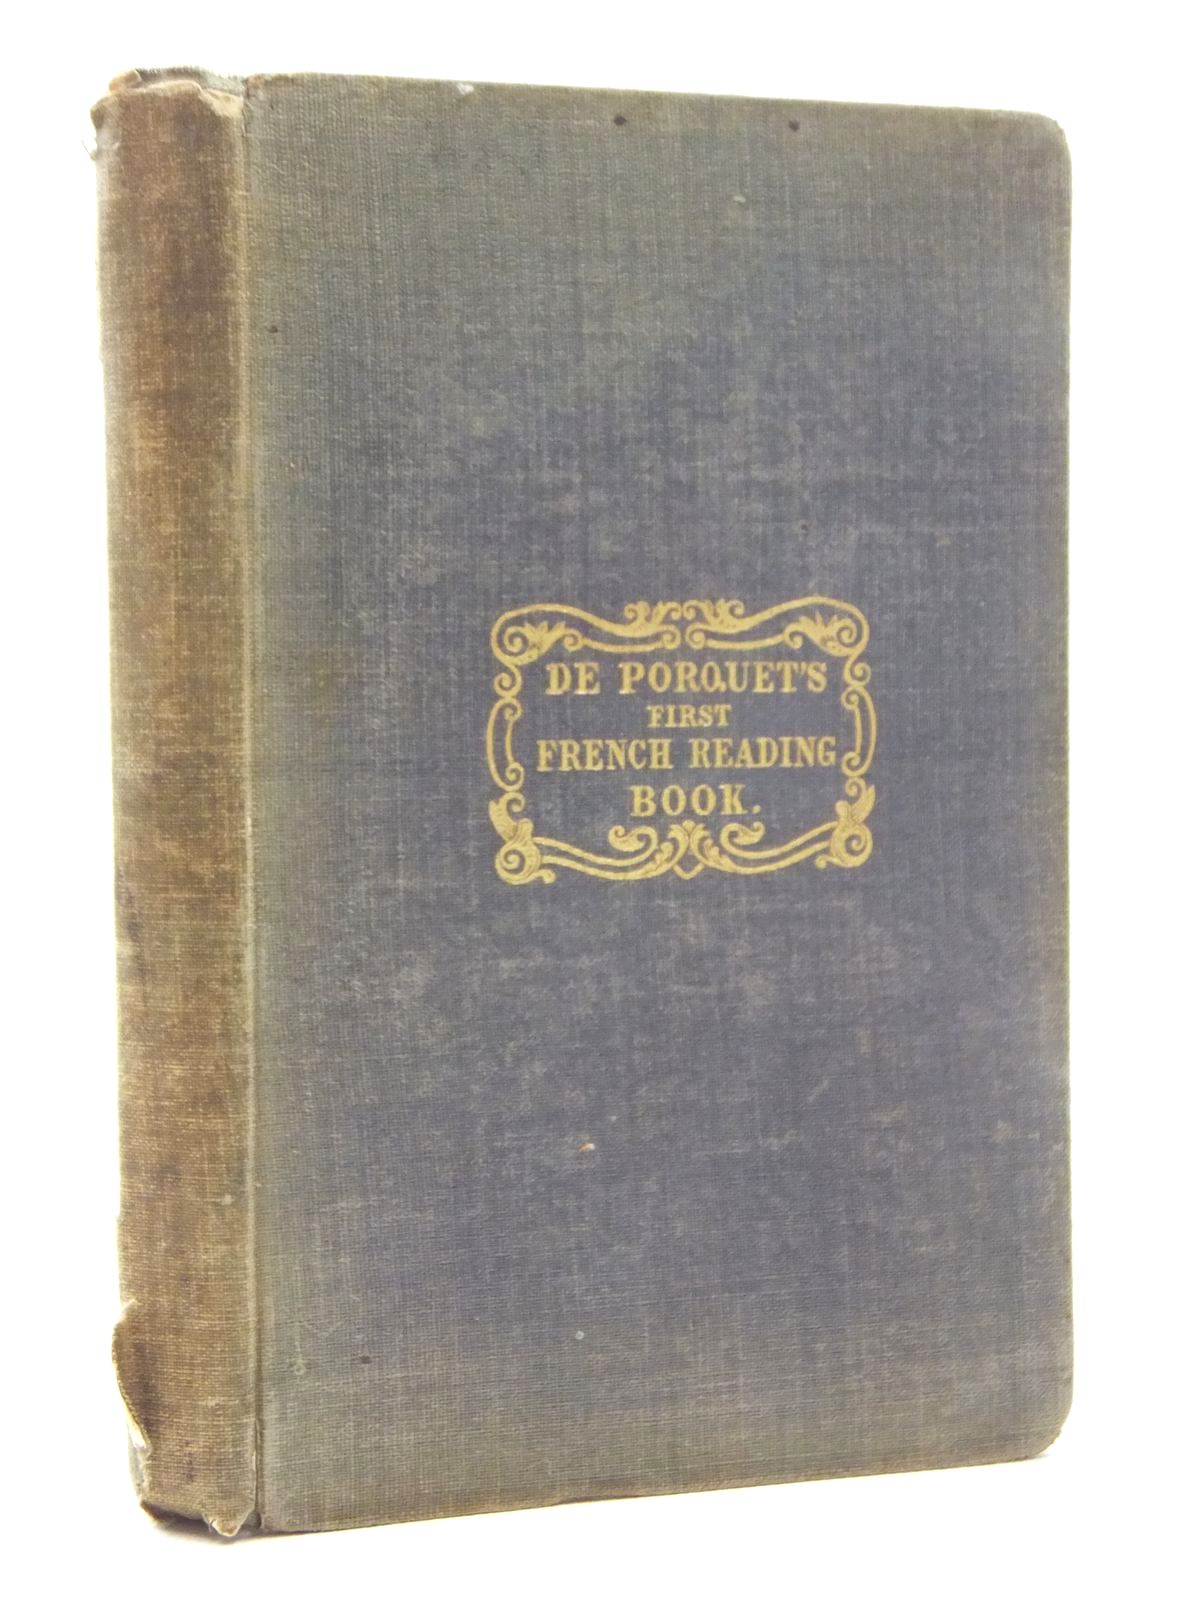 DE PORQUET'S
FIRST
FRENCH READING
BOOK.